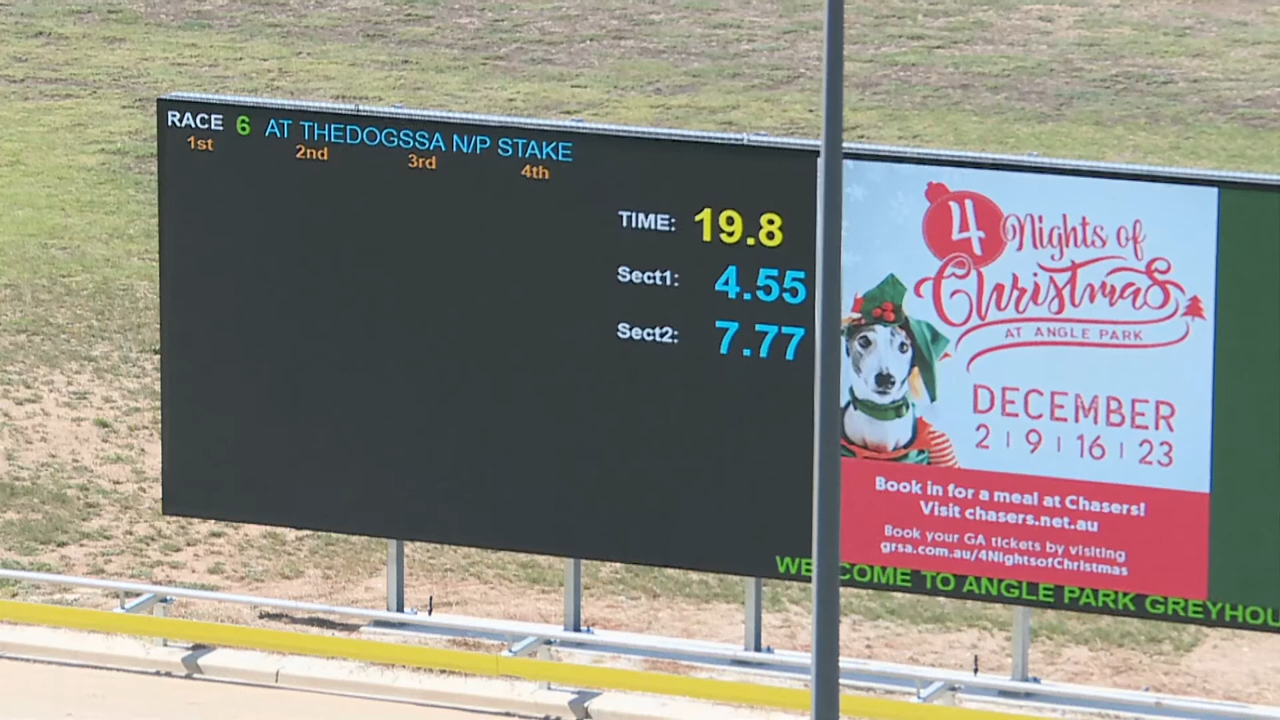 RACE 6 AT THEDOGSSA N/P STAKE
1st 2nd 3rd 4th
TIME: 19.8
Sect1: 4.55
Sect2: 7.77
4 Nights of
Christmas
AT ANGLE PARK
DECEMBER
2 | 9 | 16 | 23
Book in for a meal at Chasers!
Visit chasers.net.au
Book your GA tickets by visiting
grsa.com.au/4NightsofChristmas
WE COME TO ANGLE PARK GREYHOU